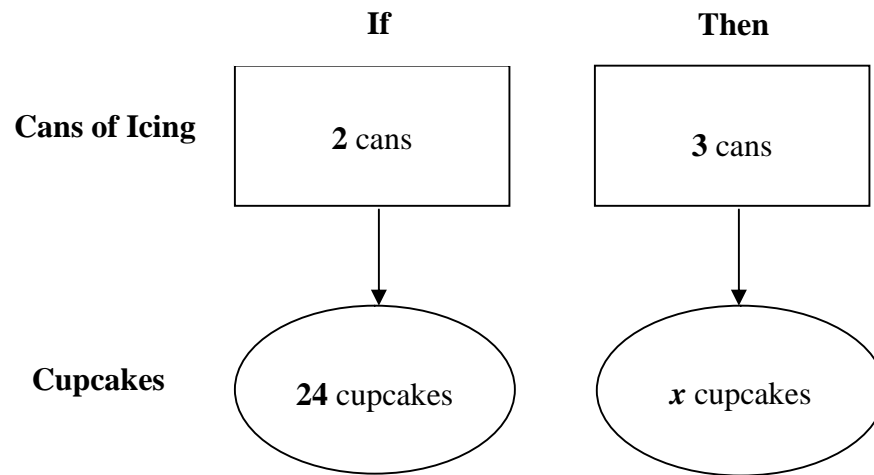 If Then
Cans of Icing 2 cans 3 cans
Cupcakes 24 cupcakes x cupcakes